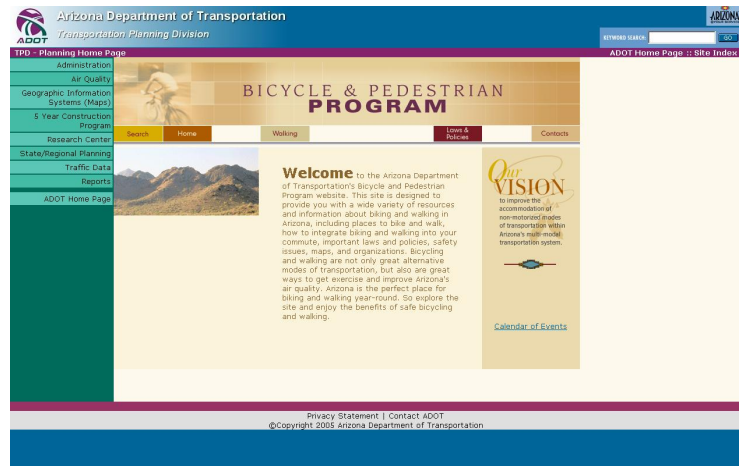 Arizona Department of Transportation
Transportation Planning Division
ADOT
ARIZONA
KEYWORD SEARCH:
GO
TPD - Planning Home Page
ADOT Home Page :: Site Index
Administration
Air Quality
Geographic Information
Systems (Maps)
5 Year Construction
Program
Research Center
State/Regional Planning
Traffic Data
Reports
ADOT Home Page
BICYCLE & PEDESTRIAN
PROGRAM
Search
Home
Walking
Laws &
Policies
Contacts
Welcome to the Arizona Department
of Transportation's Bicycle and Pedestrian
Program website. This site is designed to
provide you with a wide variety of resources
and information about biking and walking in
Arizona, including places to bike and walk,
how to integrate biking and walking into your
commute, important laws and policies, safety
issues, maps, and organizations. Bicycling
and walking are not only great alternative
modes of transportation, but also are great
ways to get exercise and improve Arizona's
air quality. Arizona is the perfect place for
biking and walking year-round. So explore the
site and enjoy the benefits of safe bicycling
and walking.
Our
VISION
to improve the
accommodation of
non-motorized modes
of transportation within
Arizona's multi-modal
transportation system.
Calendar of Events
Privacy Statement | Contact ADOT
©Copyright 2005 Arizona Department of Transportation